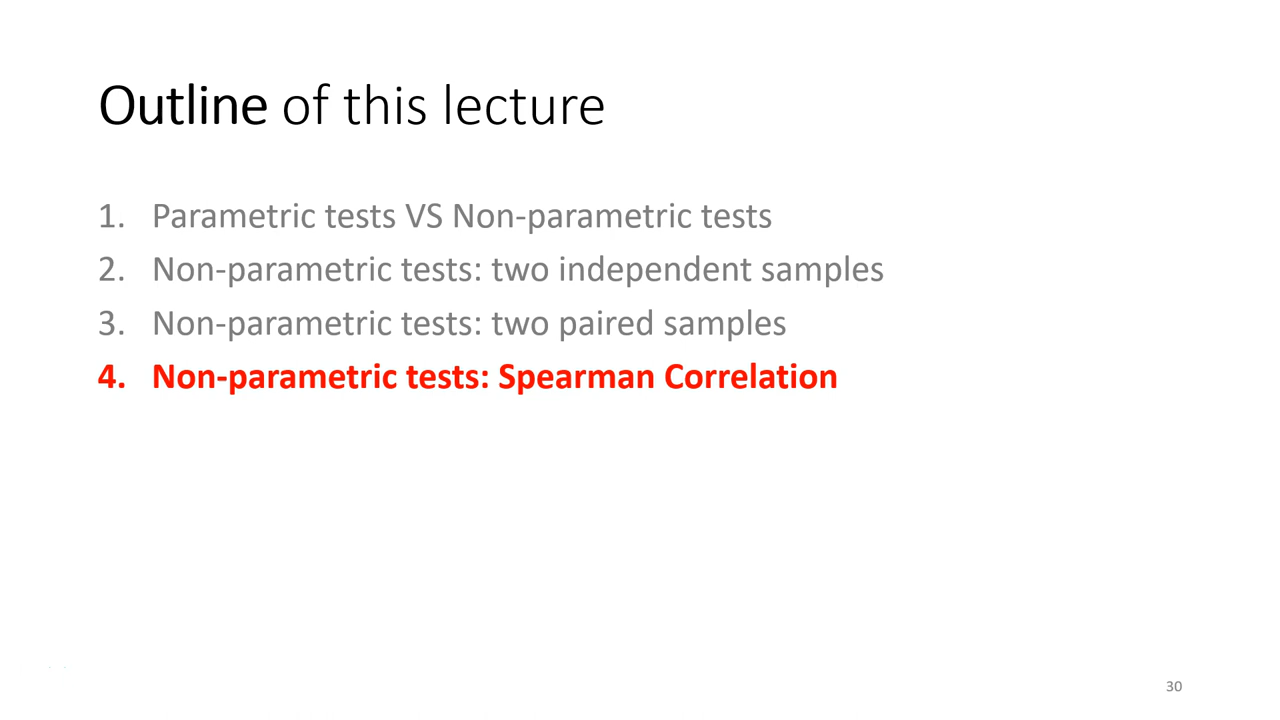 Outline of this lecture
1. Parametric tests VS Non-parametric tests
2. Non-parametric tests: two independent samples
3. Non-parametric tests: two paired samples
4. Non-parametric tests: Spearman Correlation
30